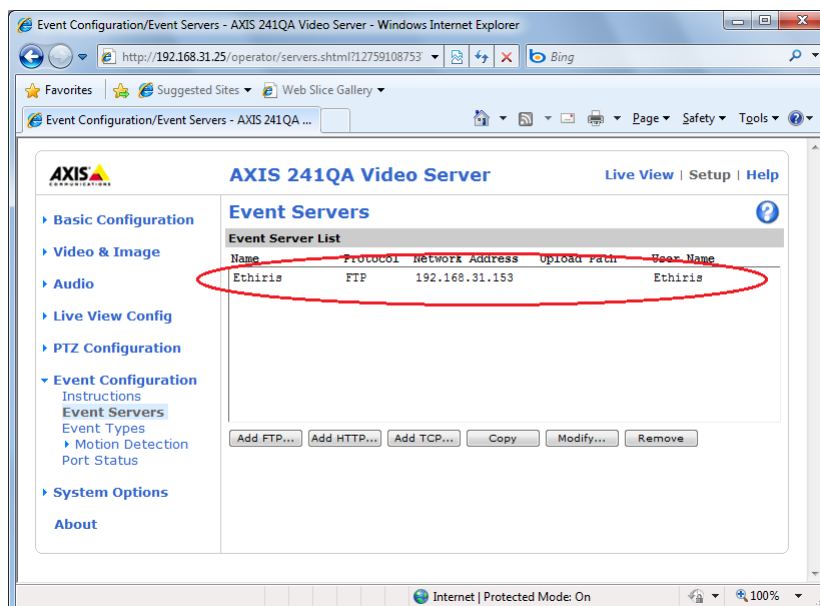 Event Configuration/Event Servers - AXIS 241QA Video Server - Windows Internet Explorer
http://192.168.31.25/operator/servers.shtml?12759108753
Bing
Favorites
Suggested Sites
Web Slice Gallery
Event Configuration/Event Servers - AXIS 241QA ...
Page
Safety
Tools
AXIS
COMMUNICATIONS
AXIS 241QA Video Server
Live View | Setup | Help
Basic Configuration
Video & Image
Audio
Live View Config
PTZ Configuration
Event Configuration
Instructions
Event Servers
Event Types
Motion Detection
Port Status
System Options
About
Event Servers
Event Server List
Name Protocol Network Address Upload Path User Name
Ethiris FTP 192.168.31.153 Ethiris
Add FTP... Add HTTP... Add TCP... Copy Modify... Remove
Internet | Protected Mode: On
100%